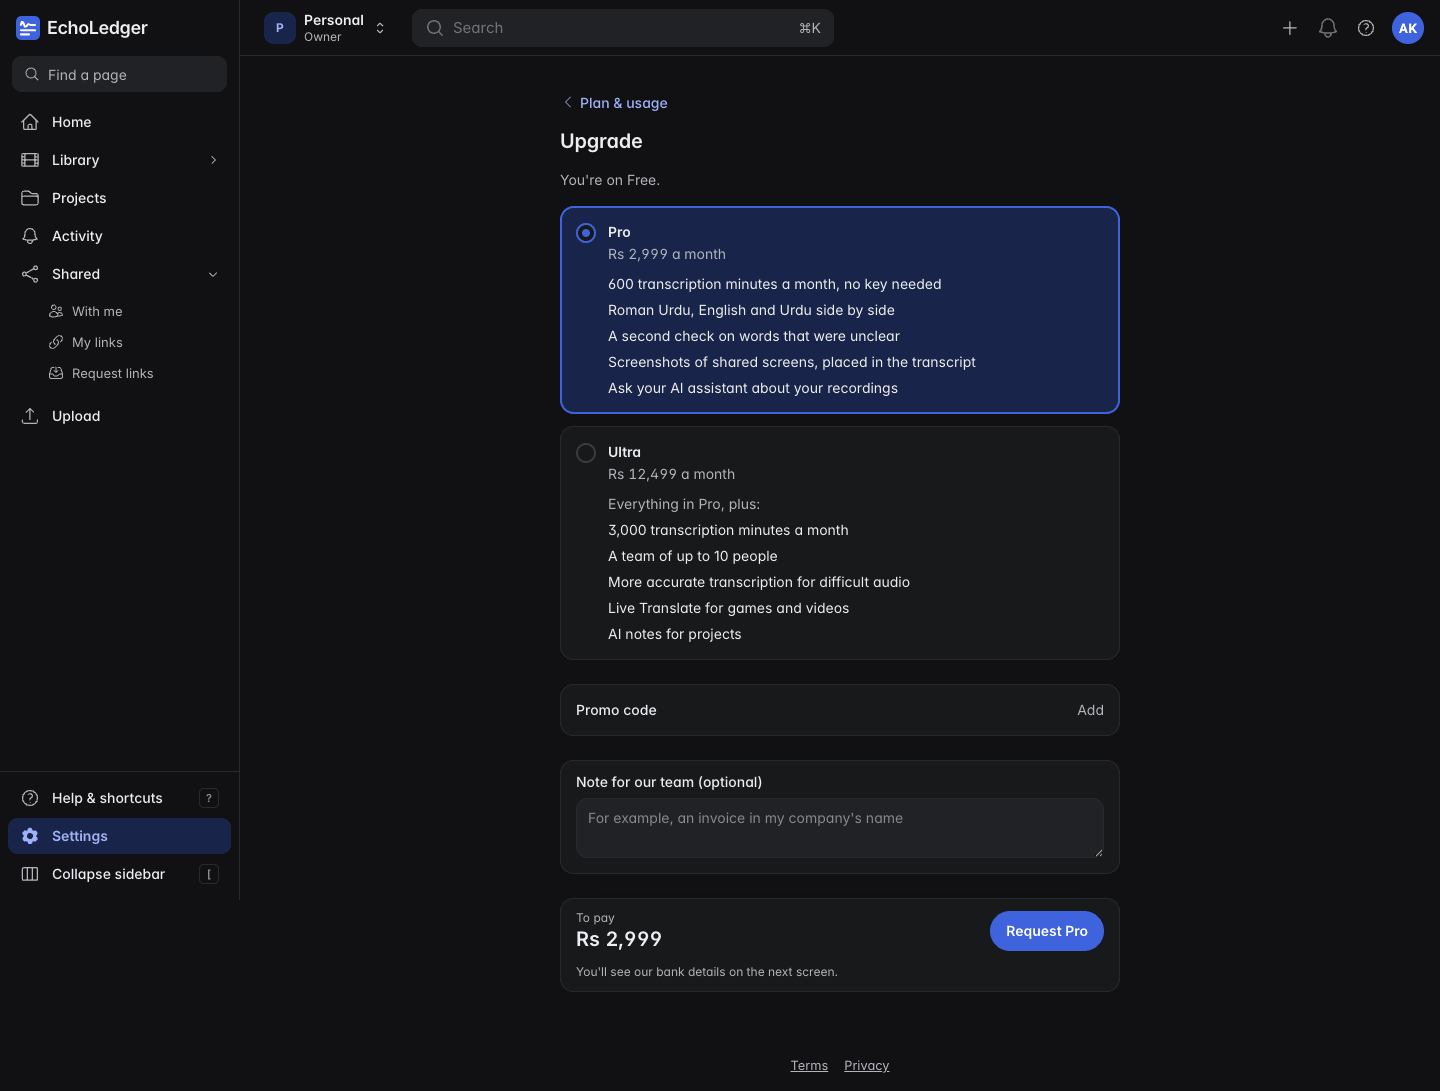 EchoLedger
Find a page
Home
Library
Projects
Activity
Shared
With me
My links
Request links
Upload
Help & shortcuts ?
Settings
Collapse sidebar [
P
Personal
Owner
Search ⌘K
AK
Plan & usage
Upgrade
You're on Free.
Pro
Rs 2,999 a month
600 transcription minutes a month, no key needed
Roman Urdu, English and Urdu side by side
A second check on words that were unclear
Screenshots of shared screens, placed in the transcript
Ask your AI assistant about your recordings
Ultra
Rs 12,499 a month
Everything in Pro, plus:
3,000 transcription minutes a month
A team of up to 10 people
More accurate transcription for difficult audio
Live Translate for games and videos
AI notes for projects
Promo code Add
Note for our team (optional)
For example, an invoice in my company's name
To pay
Rs 2,999
Request Pro
You'll see our bank details on the next screen.
Terms Privacy